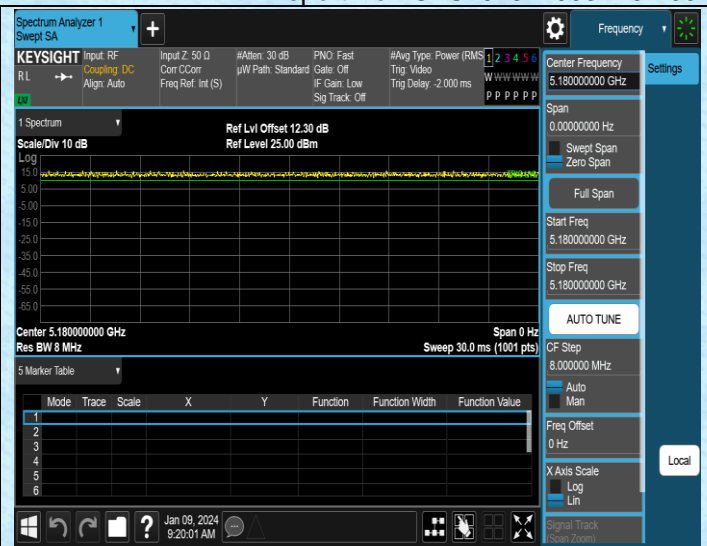 Spectrum Analyzer 1
Swept SA
+
Frequency
KEYSIGHT
RL
LXI
Input: RF
Coupling: DC
Align: Auto
Input Z: 50 Ω
Corr CCorr
Freq Ref: Int (S)
#Atten: 30 dB
µW Path: Standard
PNO: Fast
Gate: Off
IF Gain: Low
Sig Track: Off
#Avg Type: Power (RMS
Trig: Video
Trig Delay: -2.000 ms
1 2 3 4 5 6
W W W W W W
P P P P P P
1 Spectrum
Scale/Div 10 dB
Ref Lvl Offset 12.30 dB
Ref Level 25.00 dBm
Log
15.0
5.00
-5.00
-15.0
-25.0
-35.0
-45.0
-55.0
-65.0
Center 5.180000000 GHz
Res BW 8 MHz
Span 0 Hz
Sweep 30.0 ms (1001 pts)
5 Marker Table
Mode Trace Scale X Y Function Function Width Function Value
1
2
3
4
5
6
?
Jan 09, 2024
9:20:01 AM
Center Frequency
5.180000000 GHz
Settings
Span
0.00000000 Hz
Swept Span
Zero Span
Full Span
Start Freq
5.180000000 GHz
Stop Freq
5.180000000 GHz
AUTO TUNE
CF Step
8.000000 MHz
Auto
Man
Freq Offset
0 Hz
X Axis Scale
Log
Lin
Signal Track
(Span Zoom)
Local